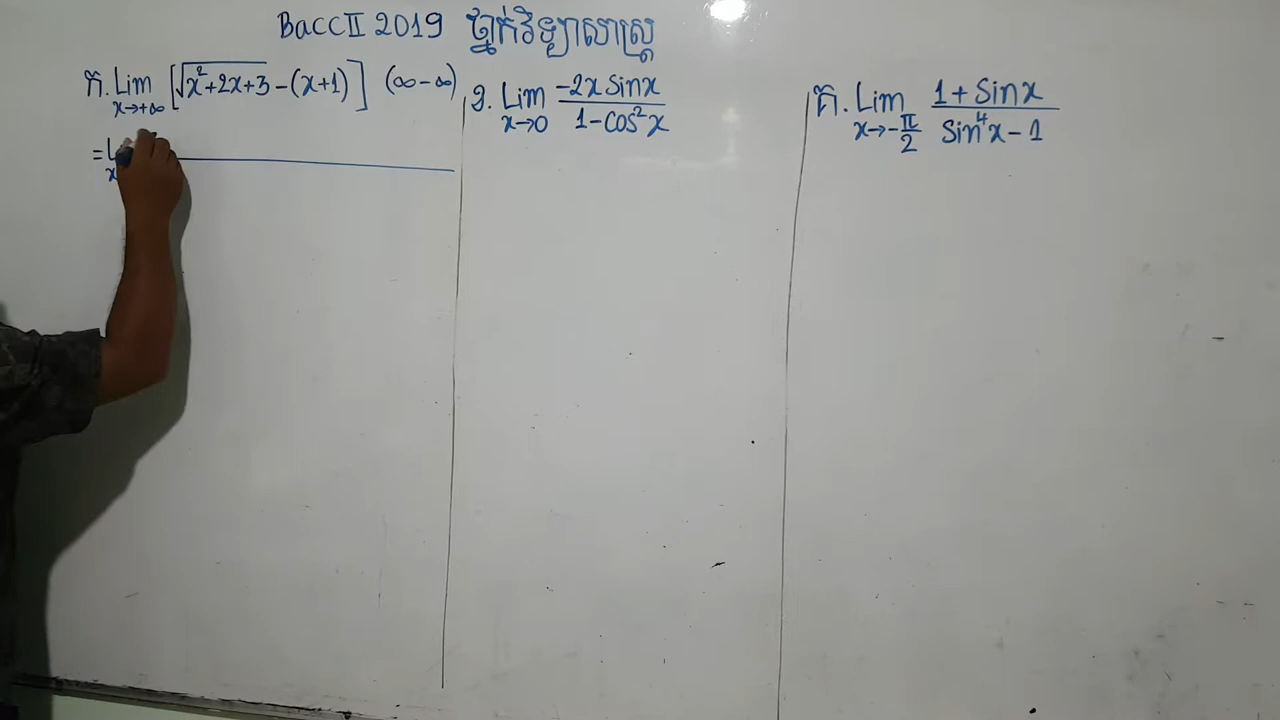 BaccII 2019 ថ្នាក់វិទ្យាសាស្ត្រ
ក. Lim x→+∞ [√(x²+2x+3) - (x+1)] (∞-∞)
=
ខ. Lim x→0 (-2x Sinx)/(1-Cos²x)
គ. Lim x→-π/2 (1+Sinx)/(Sin⁴x-1)